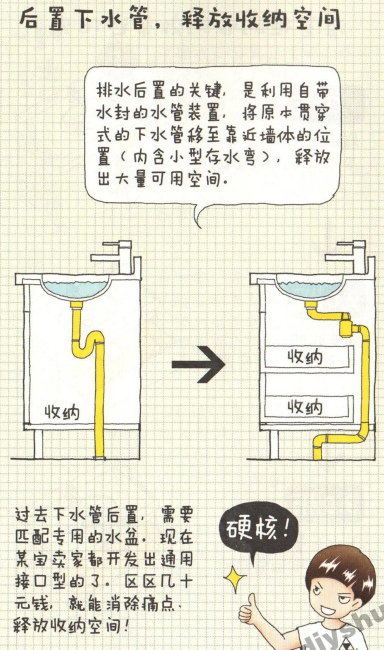 后置下水管，释放收纳空间
排水后置的关键，是利用自带
水封的水管装置，将原本贯穿
式的下水管移至靠近墙体的位
置（内含小型存水弯），释放
出大量可用空间。
收纳
收纳
收纳
过去下水管后置，需要
匹配专用的水盆。现在
某宝卖家都开发出通用
接口型的了。区区几十
元钱，就能消除痛点，
释放收纳空间！
硬核！
diyshu